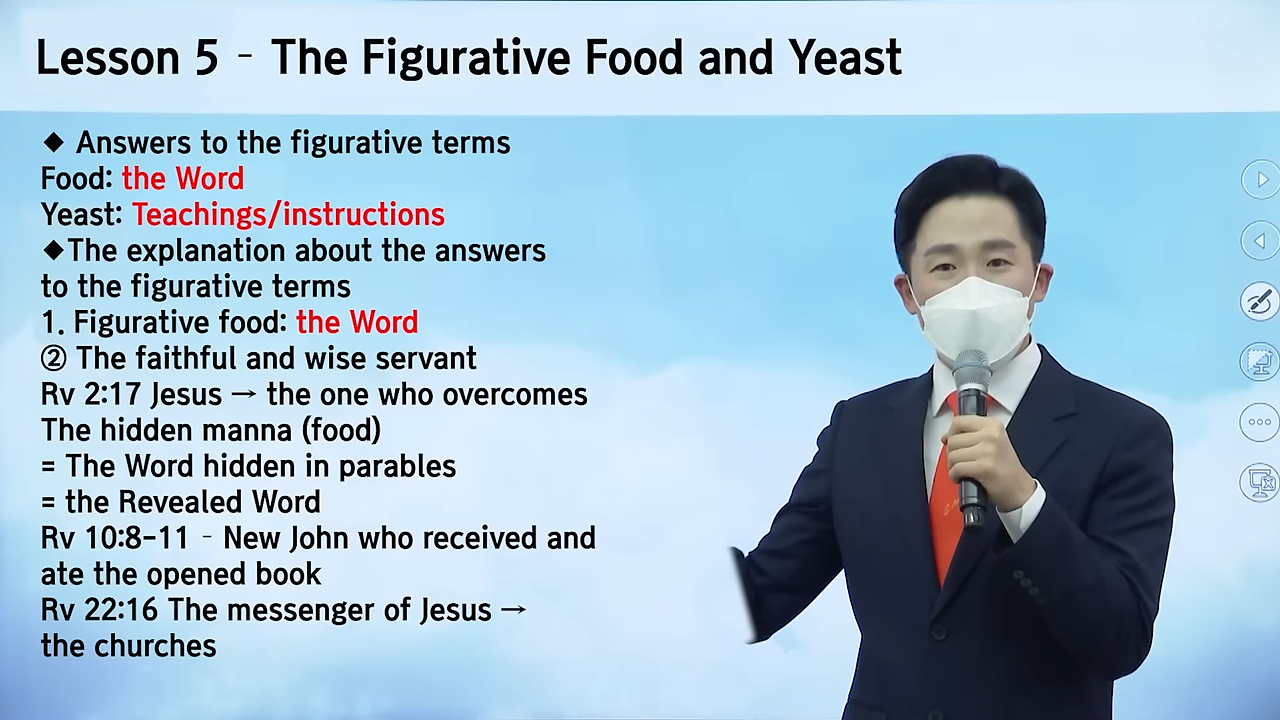 Lesson 5 - The Figurative Food and Yeast
◆ Answers to the figurative terms
Food: the Word
Yeast: Teachings/instructions
◆The explanation about the answers
to the figurative terms
1. Figurative food: the Word
② The faithful and wise servant
Rv 2:17 Jesus → the one who overcomes
The hidden manna (food)
= The Word hidden in parables
= the Revealed Word
Rv 10:8-11 - New John who received and
ate the opened book
Rv 22:16 The messenger of Jesus →
the churches